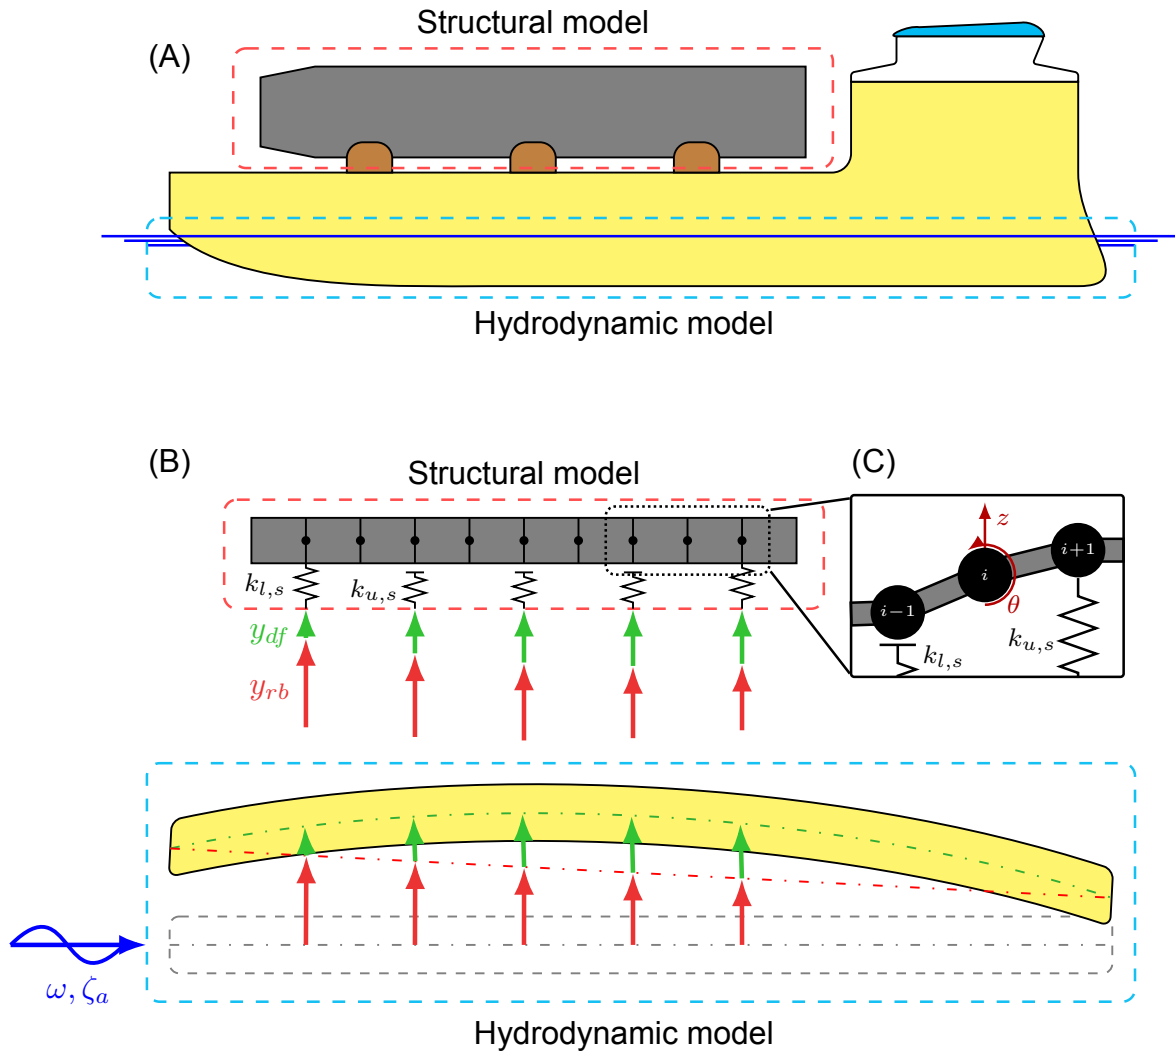 Structural model
(A)
Hydrodynamic model
(B)
Structural model
(C)
z
i+1
i
k_{l,s}
k_{u,s}
i−1
θ
k_{u,s}
k_{l,s}
y_{df}
y_{rb}
ω, ζ_a
Hydrodynamic model